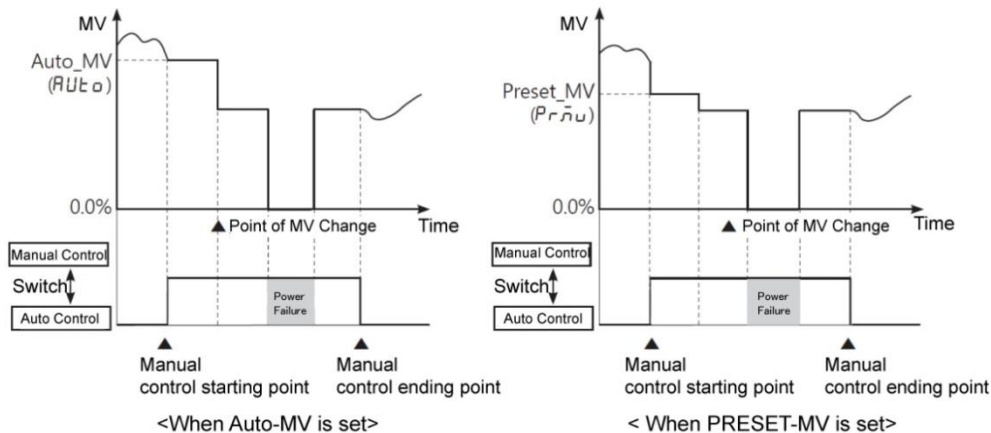 MV
Auto_MV
(AUto)
0.0%
▲ Point of MV Change
Time
Manual Control
Switch
Auto Control
Power
Failure
▲
▲
Manual
control starting point
Manual
control ending point
<When Auto-MV is set>
MV
Preset_MV
0.0%
▲ Point of MV Change
Time
Manual Control
Switch
Auto Control
Power
Failure
▲
▲
Manual
control starting point
Manual
control ending point
< When PRESET-MV is set>